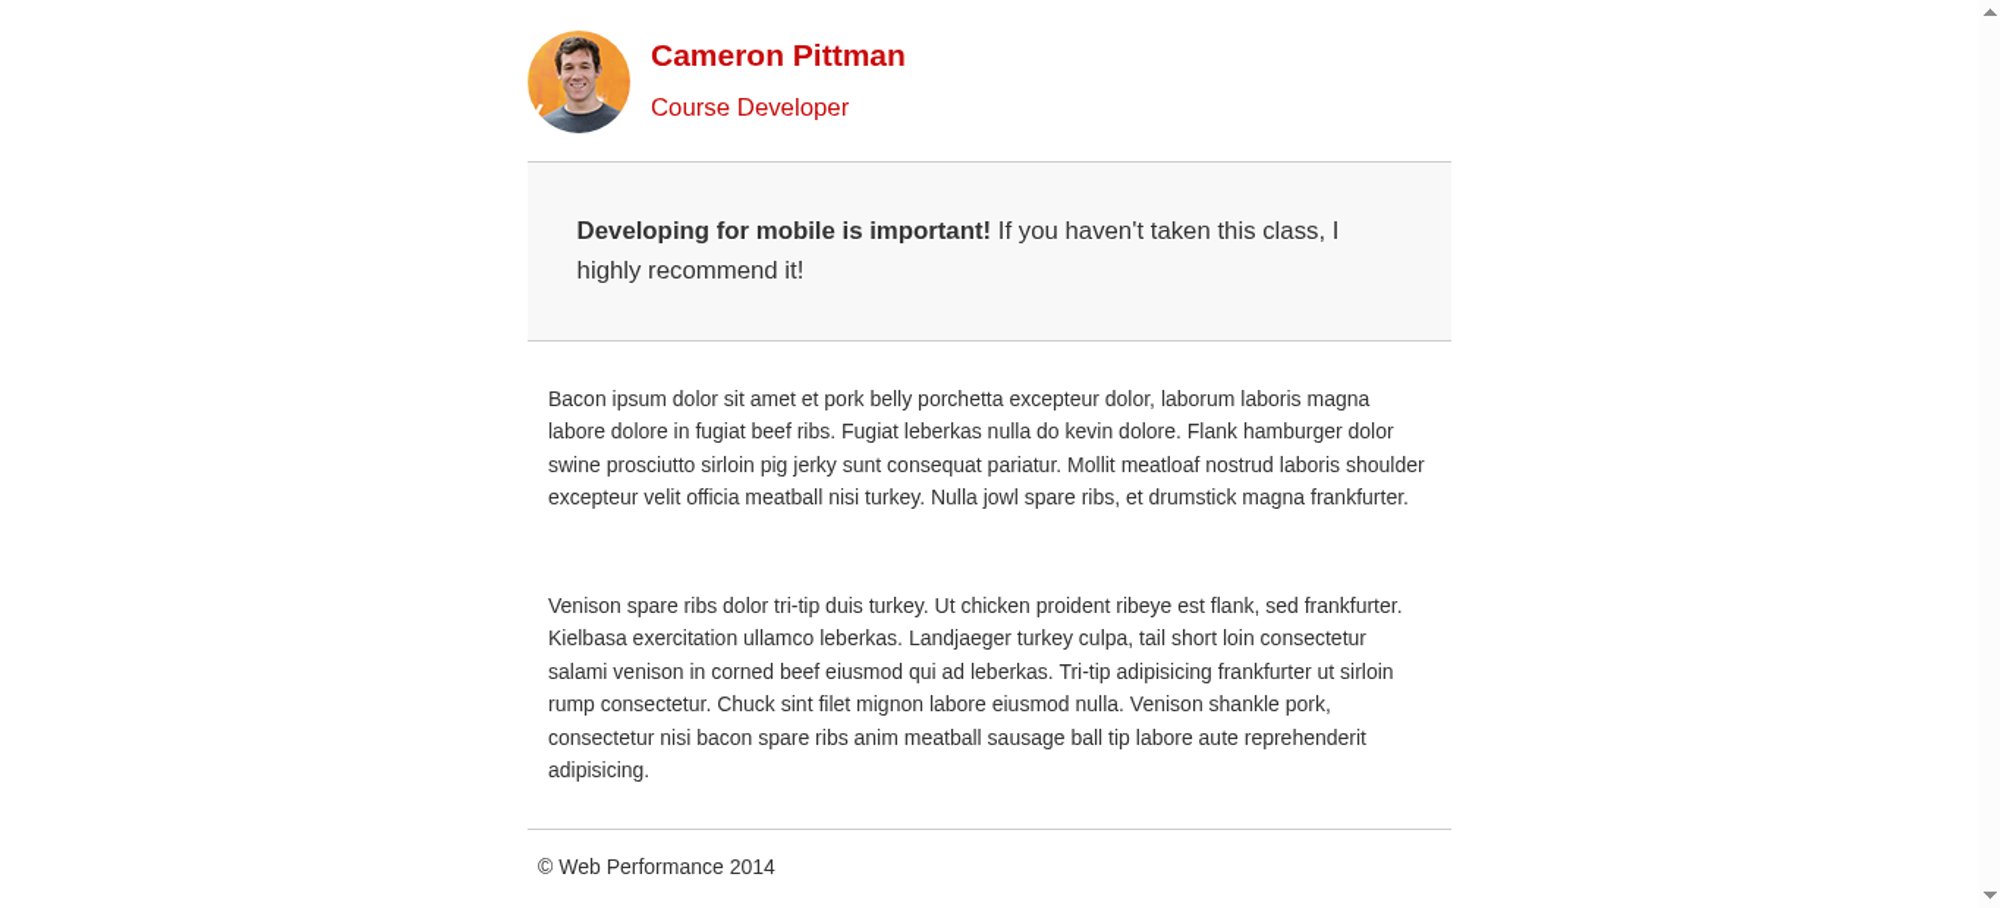 Cameron Pittman
Course Developer
Developing for mobile is important! If you haven't taken this class, I
highly recommend it!
Bacon ipsum dolor sit amet et pork belly porchetta excepteur dolor, laborum laboris magna
labore dolore in fugiat beef ribs. Fugiat leberkas nulla do kevin dolore. Flank hamburger dolor
swine prosciutto sirloin pig jerky sunt consequat pariatur. Mollit meatloaf nostrud laboris shoulder
excepteur velit officia meatball nisi turkey. Nulla jowl spare ribs, et drumstick magna frankfurter.
Venison spare ribs dolor tri-tip duis turkey. Ut chicken proident ribeye est flank, sed frankfurter.
Kielbasa exercitation ullamco leberkas. Landjaeger turkey culpa, tail short loin consectetur
salami venison in corned beef eiusmod qui ad leberkas. Tri-tip adipisicing frankfurter ut sirloin
rump consectetur. Chuck sint filet mignon labore eiusmod nulla. Venison shankle pork,
consectetur nisi bacon spare ribs anim meatball sausage ball tip labore aute reprehenderit
adipisicing.
© Web Performance 2014